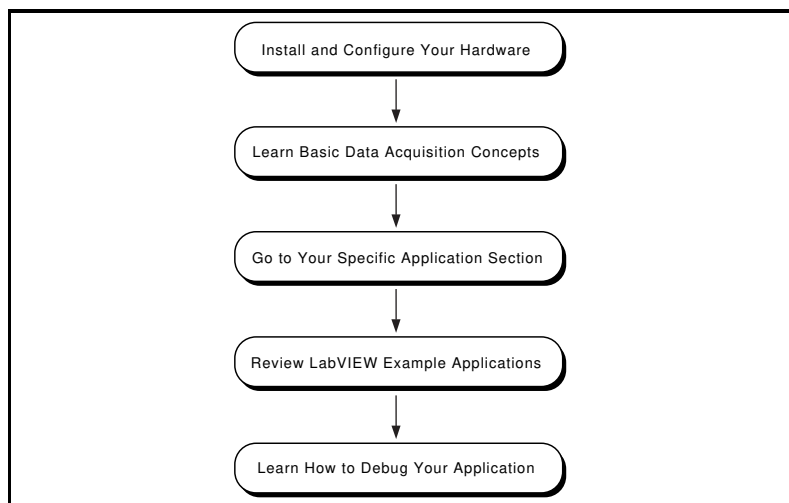 Install and Configure Your Hardware
Learn Basic Data Acquisition Concepts
Go to Your Specific Application Section
Review LabVIEW Example Applications
Learn How to Debug Your Application